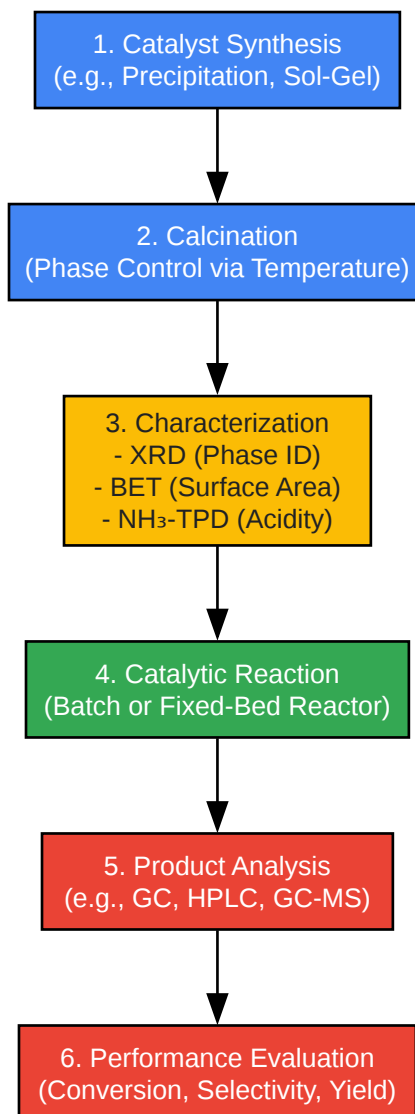 1. Catalyst Synthesis
(e.g., Precipitation, Sol-Gel)
2. Calcination
(Phase Control via Temperature)
3. Characterization
- XRD (Phase ID)
- BET (Surface Area)
- NH₃-TPD (Acidity)
4. Catalytic Reaction
(Batch or Fixed-Bed Reactor)
5. Product Analysis
(e.g., GC, HPLC, GC-MS)
6. Performance Evaluation
(Conversion, Selectivity, Yield)